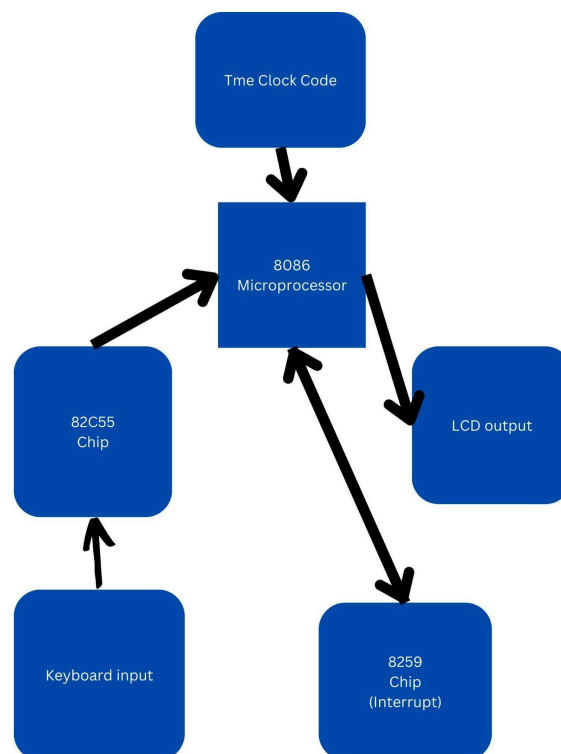 Tme Clock Code
8086
Microprocessor
82C55
Chip
LCD output
Keyboard input
8259
Chip
(Interrupt)